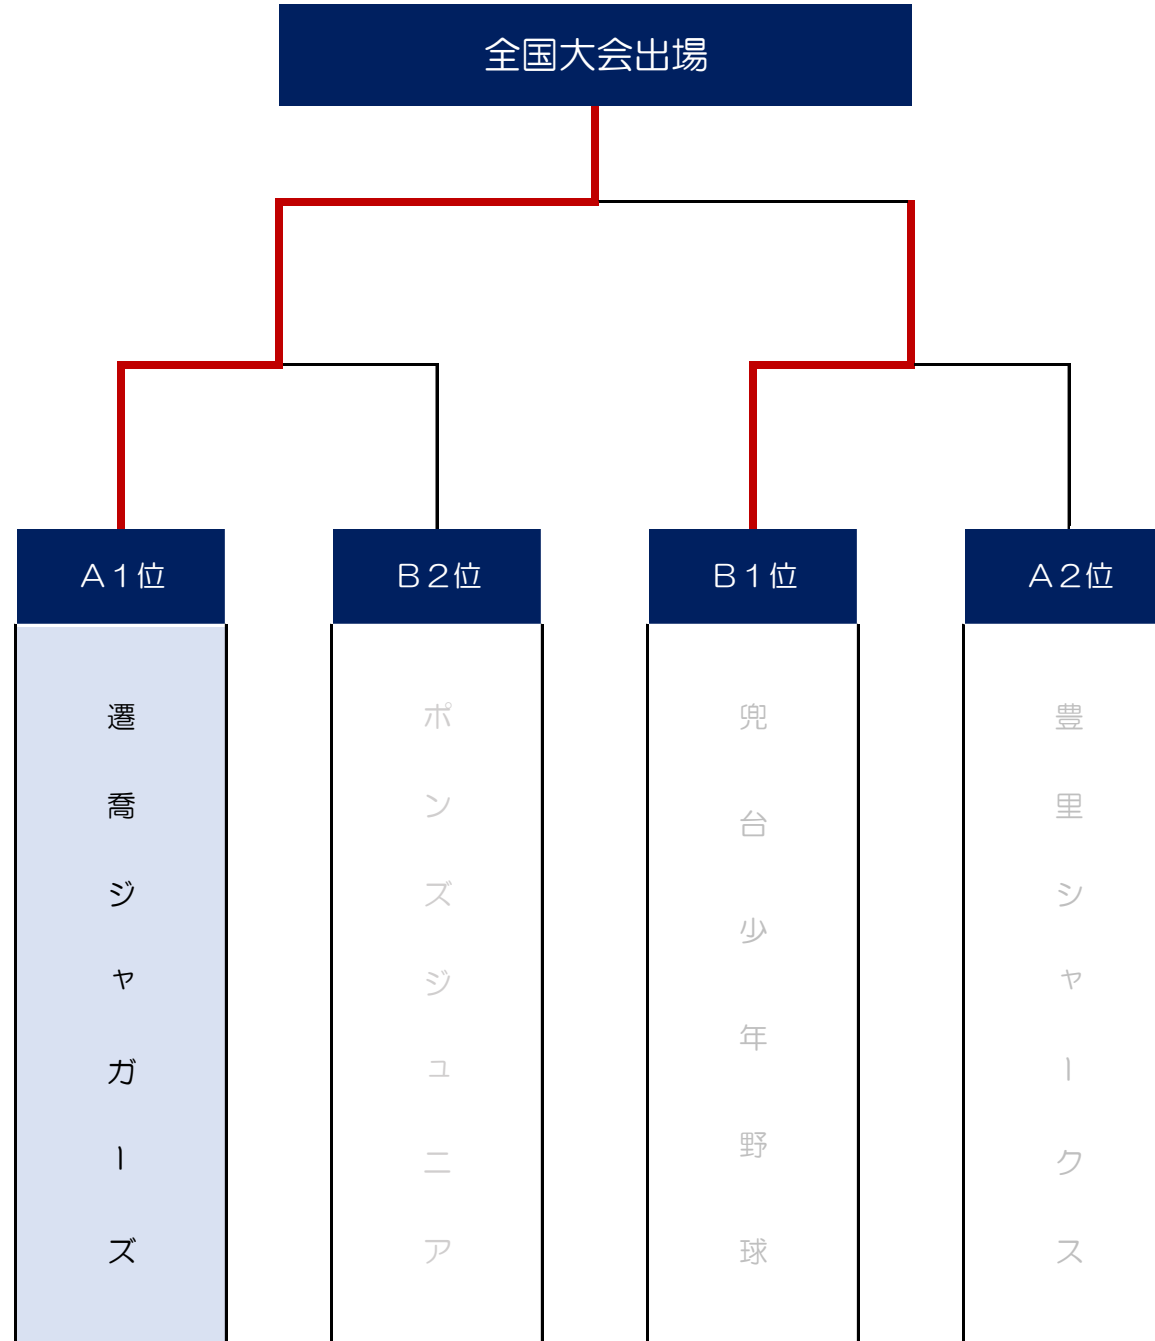 全国大会出場
A1位
B2位
B1位
A2位
遷喬ジャガーズ
ポンズジュニア
兜台少年野球
豊里シャークス